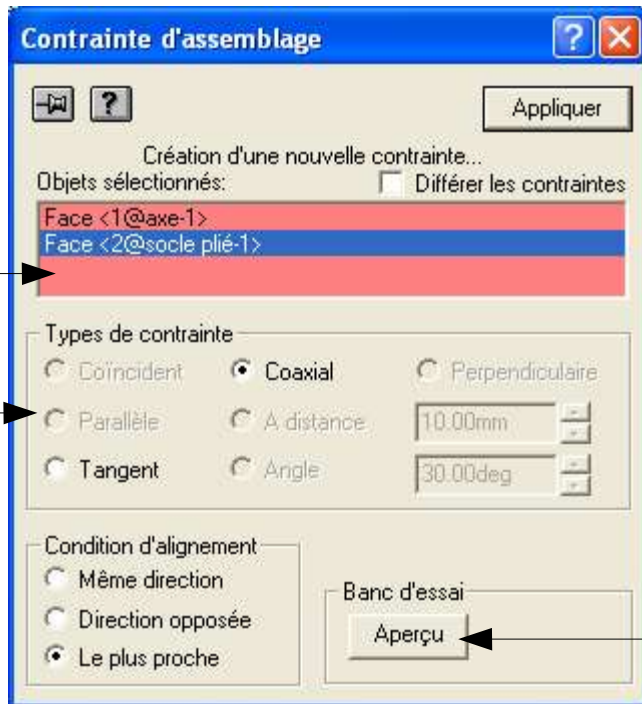 Contrainte d'assemblage
?
?
Appliquer
Création d'une nouvelle contrainte...
Objets sélectionnés:
Différer les contraintes
Face <1@axe-1>
Face <2@socle plié-1>
Types de contrainte
Coïncident
Coaxial
Perpendiculaire
Parallèle
A distance
10.00mm
Tangent
Angle
30.00deg
Condition d'alignement
Même direction
Direction opposée
Le plus proche
Banc d'essai
Aperçu